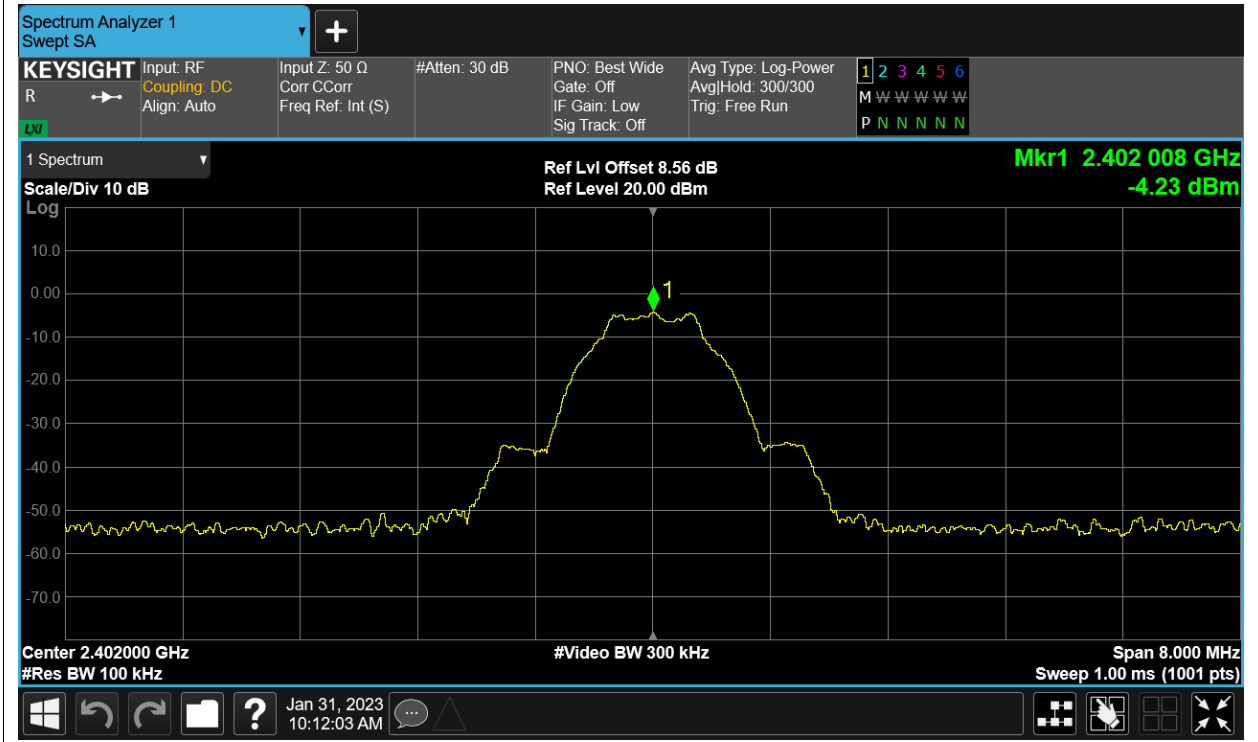 Spectrum Analyzer 1
Swept SA
KEYSIGHT
R
LXI
Input: RF
Coupling: DC
Align: Auto
Input Z: 50 Ω
Corr CCorr
Freq Ref: Int (S)
#Atten: 30 dB
PNO: Best Wide
Gate: Off
IF Gain: Low
Sig Track: Off
Avg Type: Log-Power
Avg|Hold: 300/300
Trig: Free Run
1 2 3 4 5 6
M W W W W W W
P N N N N N N
1 Spectrum
Scale/Div 10 dB
Log
Ref Lvl Offset 8.56 dB
Ref Level 20.00 dBm
Mkr1 2.402 008 GHz
-4.23 dBm
10.0
0.00
-10.0
-20.0
-30.0
-40.0
-50.0
-60.0
-70.0
1
Center 2.402000 GHz
#Res BW 100 kHz
#Video BW 300 kHz
Span 8.000 MHz
Sweep 1.00 ms (1001 pts)
?
Jan 31, 2023
10:12:03 AM